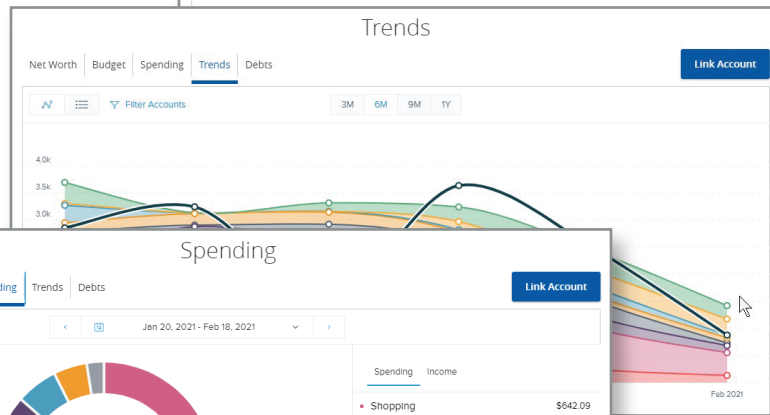 Trends
Net Worth Budget Spending Trends Debts Link Account
Filter Accounts 3M 6M 9M 1Y
4.0k
3.5k
3.0k
Spending
Trends Debts Link Account
Jan 20, 2021 - Feb 18, 2021
Spending Income
Shopping $642.09
Feb 2021